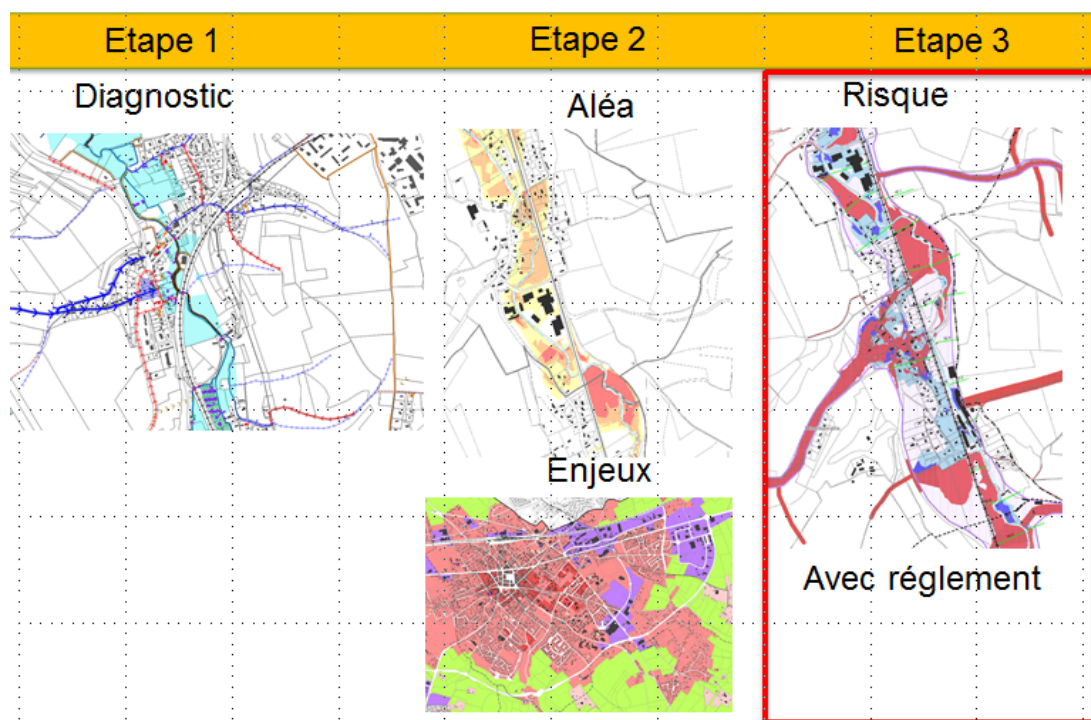 Etape 1
Etape 2
Etape 3
Diagnostic
Aléa
Risque
Enjeux
Avec réglement